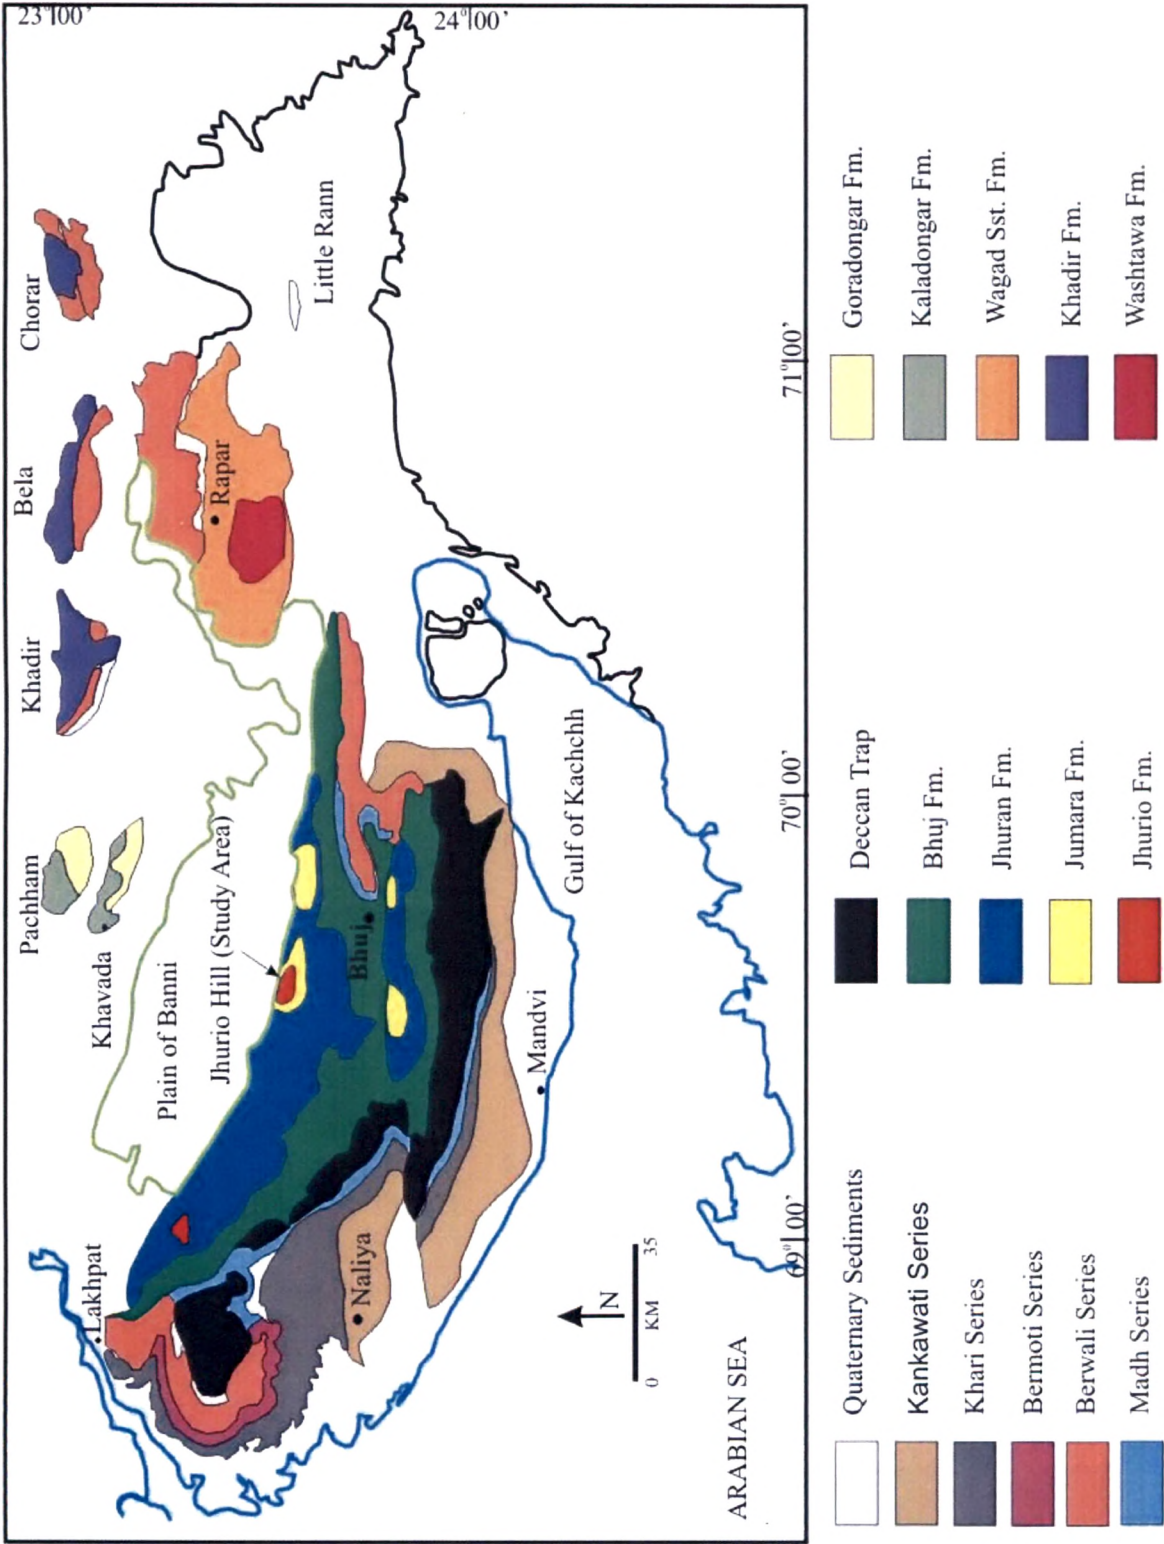 23°00'
24°00'
Chorar
Bela
Khadir
Pachham
Khavada
Plain of Banni
Jhurio Hill (Study Area)
Little Rann
Rapar
Bhuj
Lakhpat
Naliya
Mandvi
Gulf of Kachchh
ARABIAN SEA
N
0 KM 35
69°00'
70°00'
71°00'
Quaternary Sediments
Kankawati Series
Khari Series
Bermoti Series
Berwali Series
Madh Series
Deccan Trap
Bhuj Fm.
Jhuran Fm.
Jumara Fm.
Jhurio Fm.
Goradongar Fm.
Kaladongar Fm.
Wagad Sst. Fm.
Khadir Fm.
Washtawa Fm.